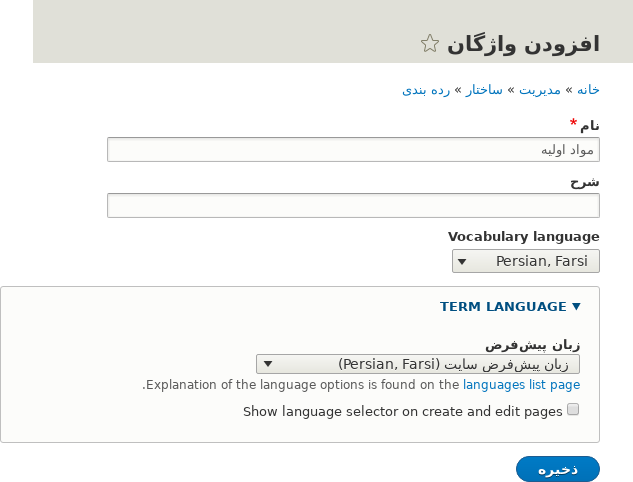 افزودن واژگان
خانه » مدیریت » ساختار » رده بندی
نام *
مواد اولیه
شرح
Vocabulary language
Persian, Farsi
TERM LANGUAGE
زبان پیش‌فرض
زبان پیش‌فرض سایت (Persian, Farsi)
Explanation of the language options is found on the languages list page.
Show language selector on create and edit pages
ذخیره